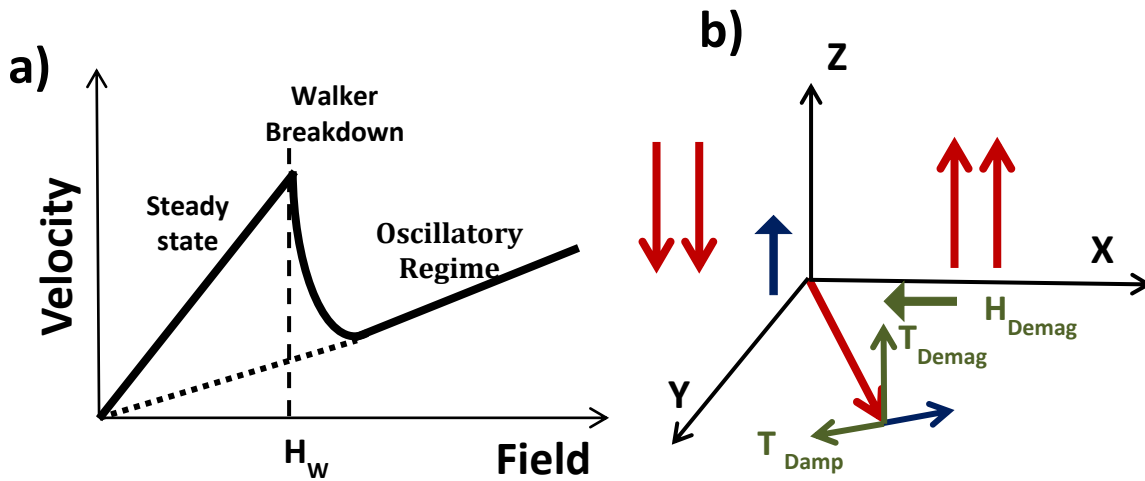 a)
Velocity
Steady
state
Walker
Breakdown
Oscillatory
Regime
H_W
Field
b)
Z
X
Y
H_Demag
T_Demag
T_Damp